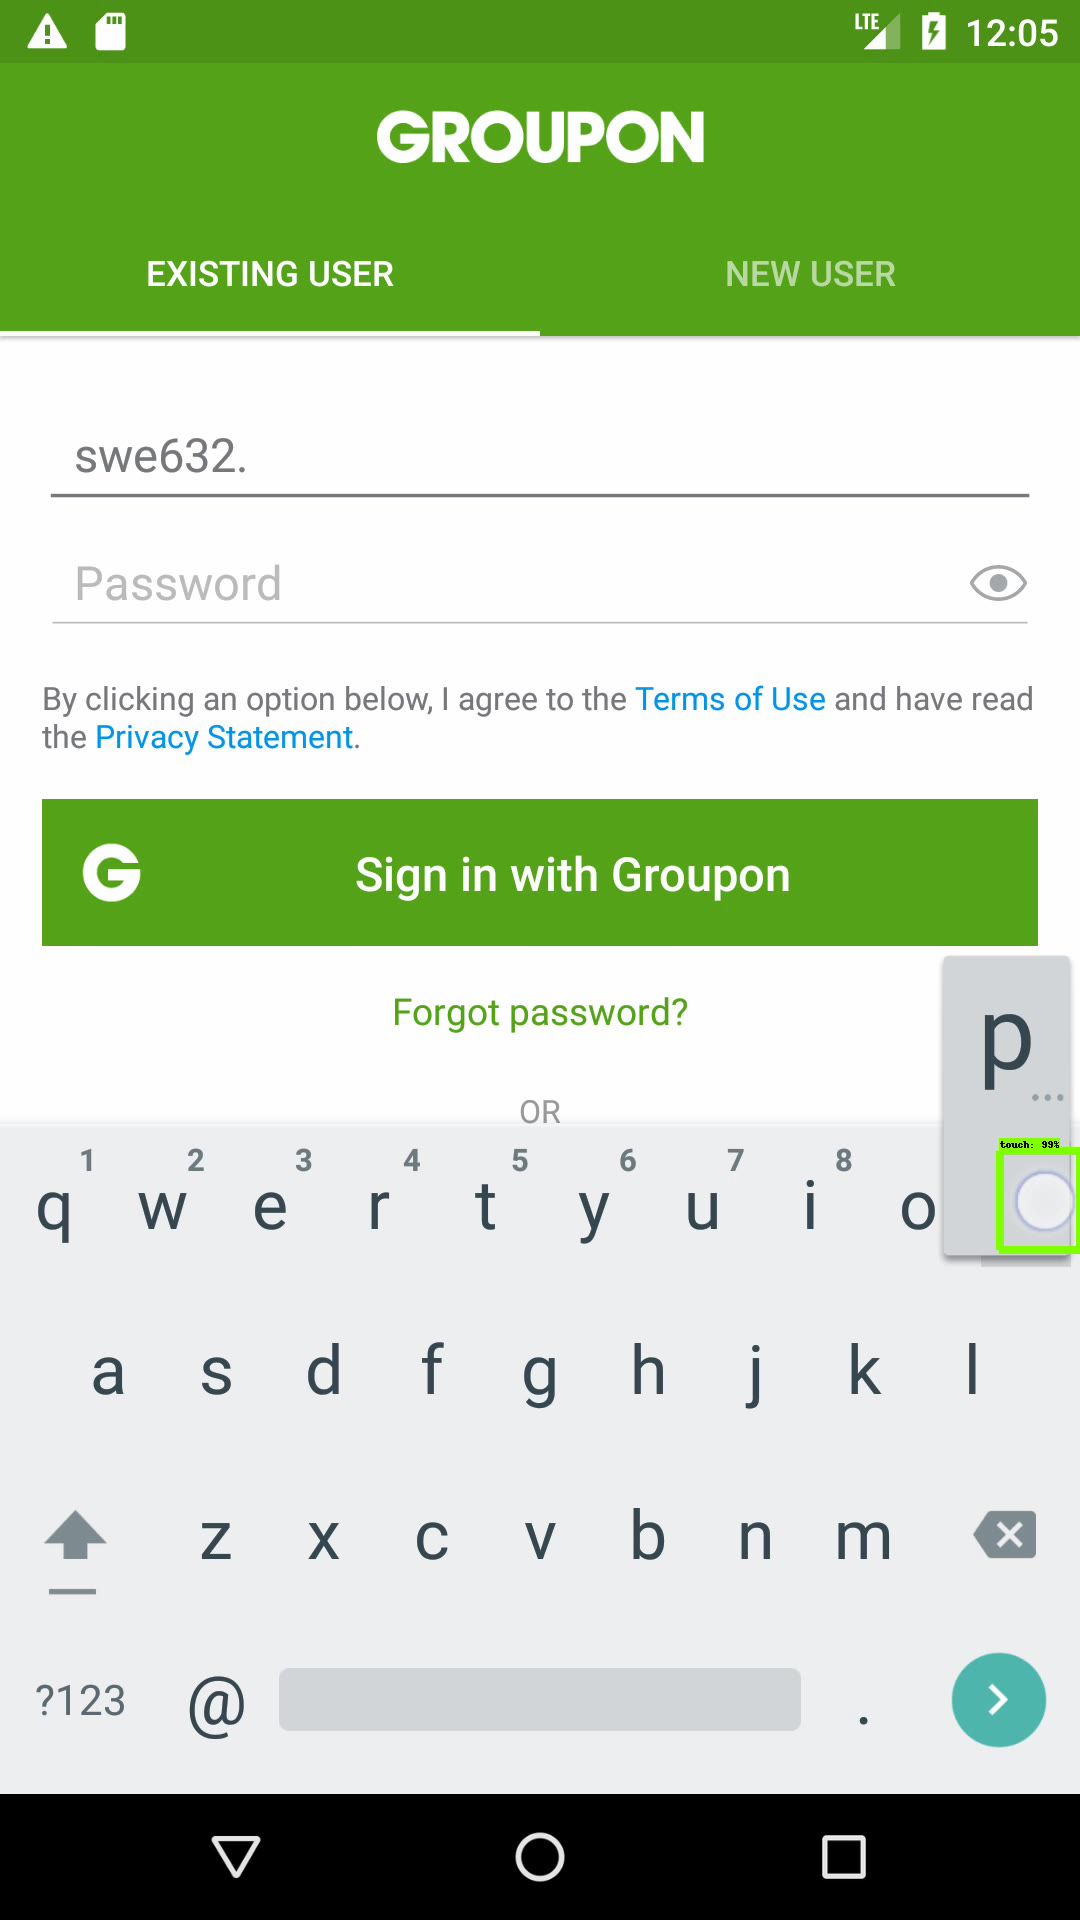 LTE 12:05
GROUPON
EXISTING USER NEW USER
swe632.
Password
By clicking an option below, I agree to the Terms of Use and have read
the Privacy Statement.
G Sign in with Groupon
Forgot password?
OR
p
...
touch: 99%
1 2 3 4 5 6 7 8
q w e r t y u i o
a s d f g h j k l
z x c v b n m
?123 @ .